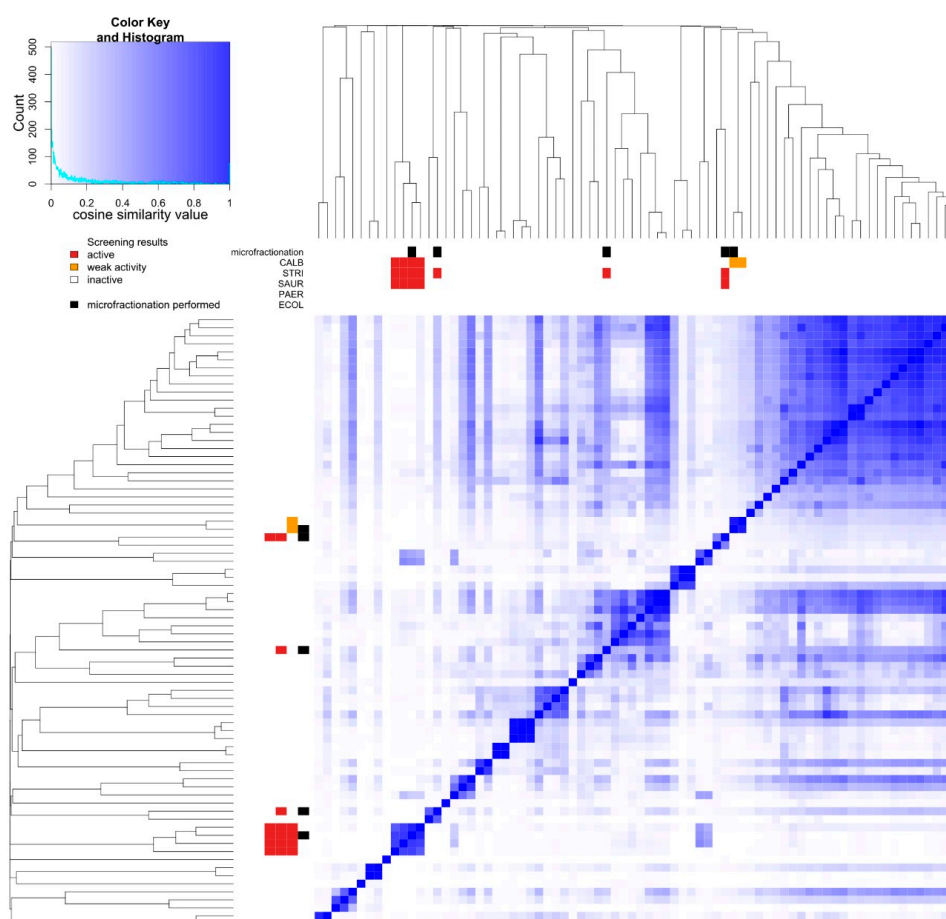 Color Key
and Histogram
Count
500
400
300
200
100
0
0 0.2 0.4 0.6 0.8 1
cosine similarity value
Screening results
active
weak activity
inactive
microfractionation performed
microfractionation
CALB
STRI
SAUR
PAER
ECOL